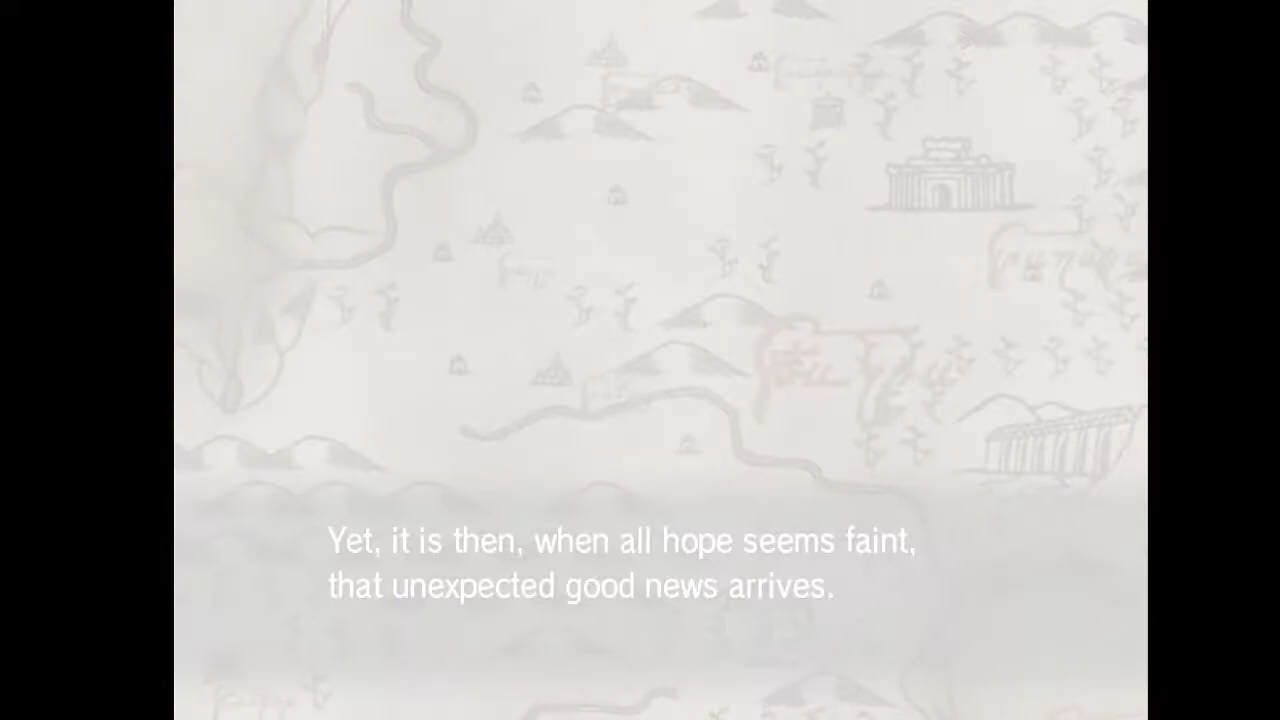 Yet, it is then, when all hope seems faint,
that unexpected good news arrives.